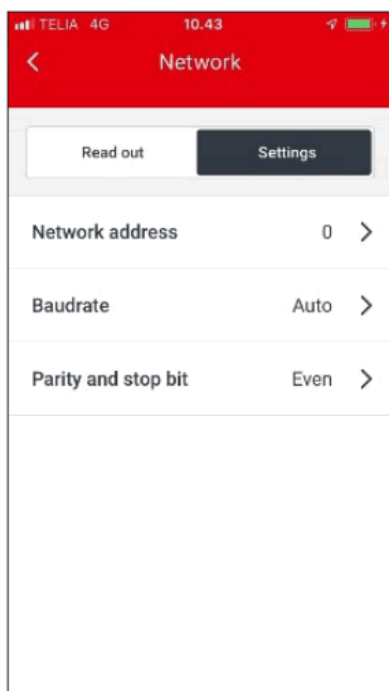 TELIA 4G 10.43
Network
Read out Settings
Network address 0
Baudrate Auto
Parity and stop bit Even